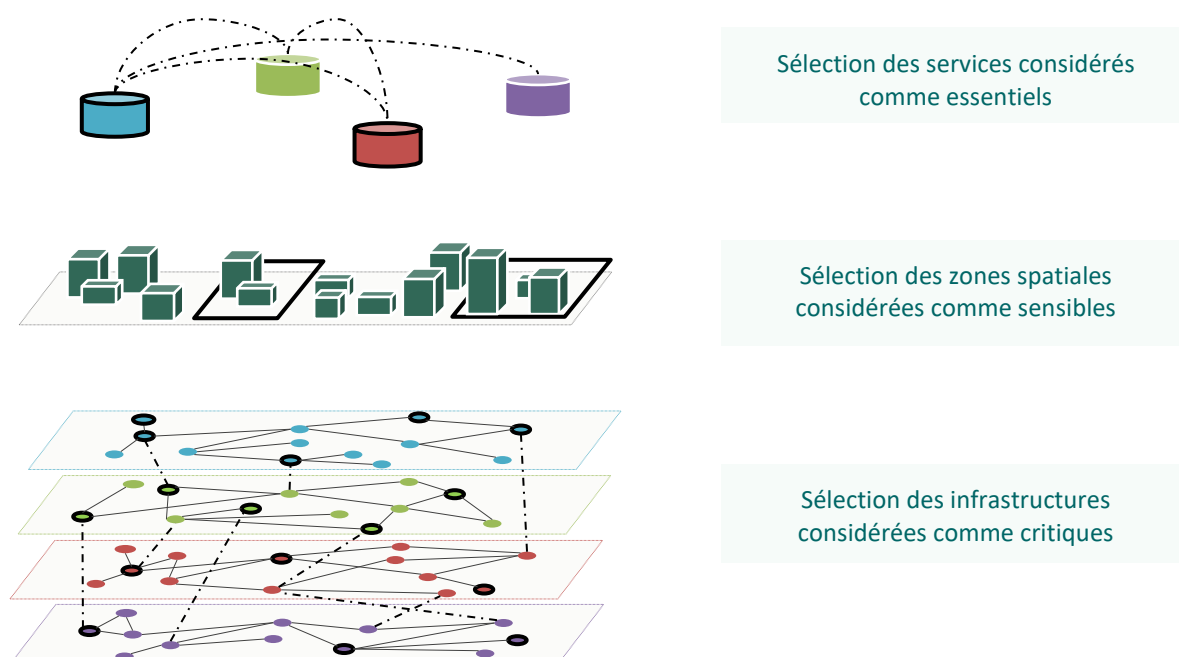 Sélection des services considérés
comme essentiels
Sélection des zones spatiales
considérées comme sensibles
Sélection des infrastructures
considérées comme critiques